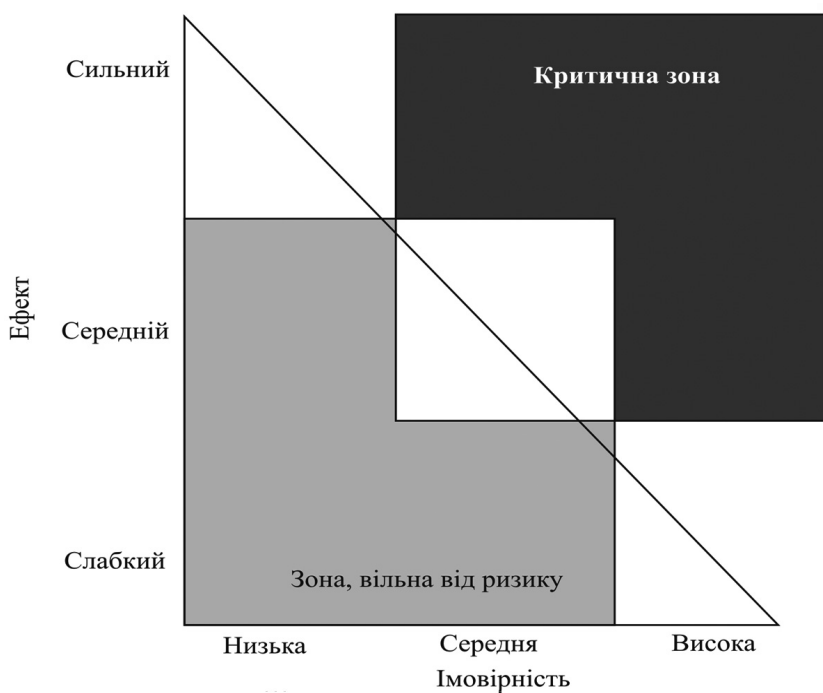 Сильний
Критична зона
Ефект
Середній
Слабкий
Зона, вільна від ризику
Низька
Середня
Висока
Імовірність